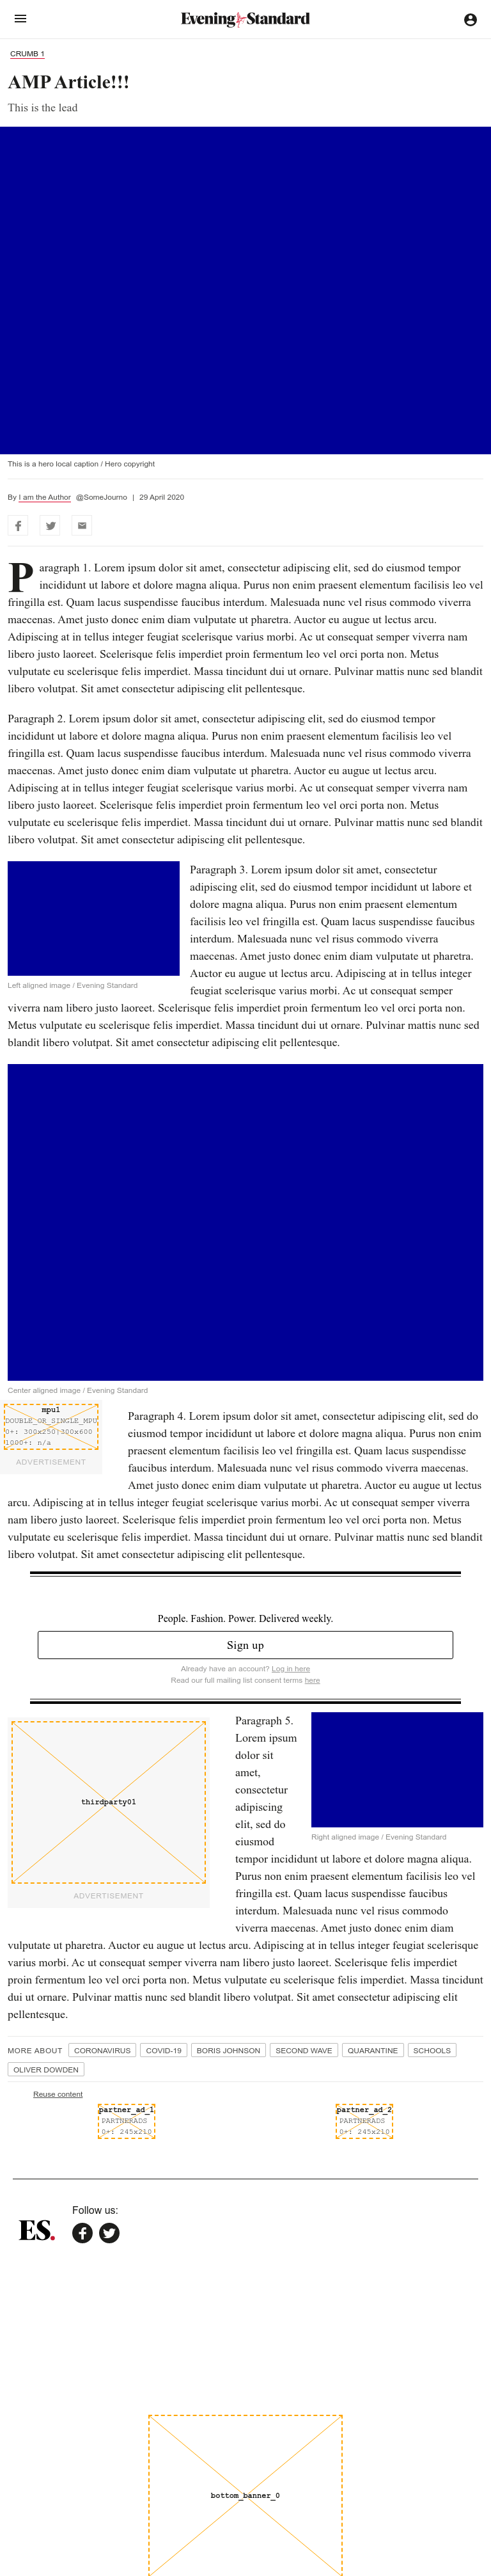 Evening Standard
CRUMB 1
AMP Article!!!
This is the lead
This is a hero local caption / Hero copyright
By I am the Author @SomeJourno | 29 April 2020
Paragraph 1. Lorem ipsum dolor sit amet, consectetur adipiscing elit, sed do eiusmod tempor
incididunt ut labore et dolore magna aliqua. Purus non enim praesent elementum facilisis leo vel
fringilla est. Quam lacus suspendisse faucibus interdum. Malesuada nunc vel risus commodo viverra
maecenas. Amet justo donec enim diam vulputate ut pharetra. Auctor eu augue ut lectus arcu.
Adipiscing at in tellus integer feugiat scelerisque varius morbi. Ac ut consequat semper viverra nam
libero justo laoreet. Scelerisque felis imperdiet proin fermentum leo vel orci porta non. Metus
vulputate eu scelerisque felis imperdiet. Massa tincidunt dui ut ornare. Pulvinar mattis nunc sed blandit
libero volutpat. Sit amet consectetur adipiscing elit pellentesque.
Paragraph 2. Lorem ipsum dolor sit amet, consectetur adipiscing elit, sed do eiusmod tempor
incididunt ut labore et dolore magna aliqua. Purus non enim praesent elementum facilisis leo vel
fringilla est. Quam lacus suspendisse faucibus interdum. Malesuada nunc vel risus commodo viverra
maecenas. Amet justo donec enim diam vulputate ut pharetra. Auctor eu augue ut lectus arcu.
Adipiscing at in tellus integer feugiat scelerisque varius morbi. Ac ut consequat semper viverra nam
libero justo laoreet. Scelerisque felis imperdiet proin fermentum leo vel orci porta non. Metus
vulputate eu scelerisque felis imperdiet. Massa tincidunt dui ut ornare. Pulvinar mattis nunc sed blandit
libero volutpat. Sit amet consectetur adipiscing elit pellentesque.
Left aligned image / Evening Standard
Paragraph 3. Lorem ipsum dolor sit amet, consectetur
adipiscing elit, sed do eiusmod tempor incididunt ut labore et
dolore magna aliqua. Purus non enim praesent elementum
facilisis leo vel fringilla est. Quam lacus suspendisse faucibus
interdum. Malesuada nunc vel risus commodo viverra
maecenas. Amet justo donec enim diam vulputate ut pharetra.
Auctor eu augue ut lectus arcu. Adipiscing at in tellus integer
feugiat scelerisque varius morbi. Ac ut consequat semper
viverra nam libero justo laoreet. Scelerisque felis imperdiet proin fermentum leo vel orci porta non.
Metus vulputate eu scelerisque felis imperdiet. Massa tincidunt dui ut ornare. Pulvinar mattis nunc sed
blandit libero volutpat. Sit amet consectetur adipiscing elit pellentesque.
Center aligned image / Evening Standard
mpu1
DOUBLE_OR_SINGLE_MPU
0+: 300x250|300x600
1000+: n/a
ADVERTISEMENT
Paragraph 4. Lorem ipsum dolor sit amet, consectetur adipiscing elit, sed do
eiusmod tempor incididunt ut labore et dolore magna aliqua. Purus non enim
praesent elementum facilisis leo vel fringilla est. Quam lacus suspendisse
faucibus interdum. Malesuada nunc vel risus commodo viverra maecenas.
Amet justo donec enim diam vulputate ut pharetra. Auctor eu augue ut lectus
arcu. Adipiscing at in tellus integer feugiat scelerisque varius morbi. Ac ut consequat semper viverra
nam libero justo laoreet. Scelerisque felis imperdiet proin fermentum leo vel orci porta non. Metus
vulputate eu scelerisque felis imperdiet. Massa tincidunt dui ut ornare. Pulvinar mattis nunc sed blandit
libero volutpat. Sit amet consectetur adipiscing elit pellentesque.
People. Fashion. Power. Delivered weekly.
Sign up
Already have an account? Log in here
Read our full mailing list consent terms here
thirdparty01
ADVERTISEMENT
Right aligned image / Evening Standard
Paragraph 5.
Lorem ipsum
dolor sit
amet,
consectetur
adipiscing
elit, sed do
eiusmod
tempor incididunt ut labore et dolore magna aliqua.
Purus non enim praesent elementum facilisis leo vel
fringilla est. Quam lacus suspendisse faucibus
interdum. Malesuada nunc vel risus commodo
viverra maecenas. Amet justo donec enim diam
vulputate ut pharetra. Auctor eu augue ut lectus arcu. Adipiscing at in tellus integer feugiat scelerisque
varius morbi. Ac ut consequat semper viverra nam libero justo laoreet. Scelerisque felis imperdiet
proin fermentum leo vel orci porta non. Metus vulputate eu scelerisque felis imperdiet. Massa tincidunt
dui ut ornare. Pulvinar mattis nunc sed blandit libero volutpat. Sit amet consectetur adipiscing elit
pellentesque.
MORE ABOUT CORONAVIRUS COVID-19 BORIS JOHNSON SECOND WAVE QUARANTINE SCHOOLS
OLIVER DOWDEN
Reuse content
partner_ad_1
PARTNERADS
0+: 245x210
partner_ad_2
PARTNERADS
0+: 245x210
ES.
Follow us:
bottom_banner_0